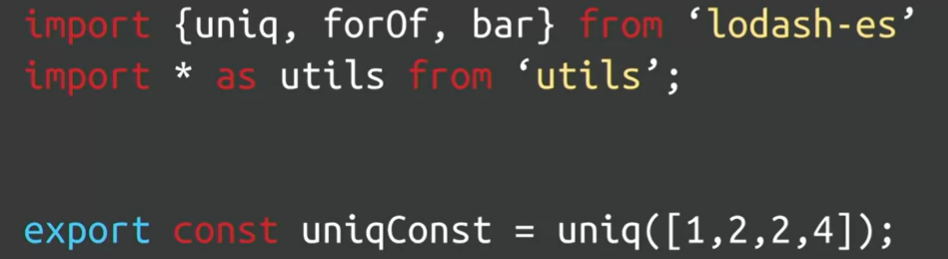 import {uniq, forOf, bar} from ‘lodash-es’
import * as utils from ‘utils’;
export const uniqConst = uniq([1,2,2,4]);